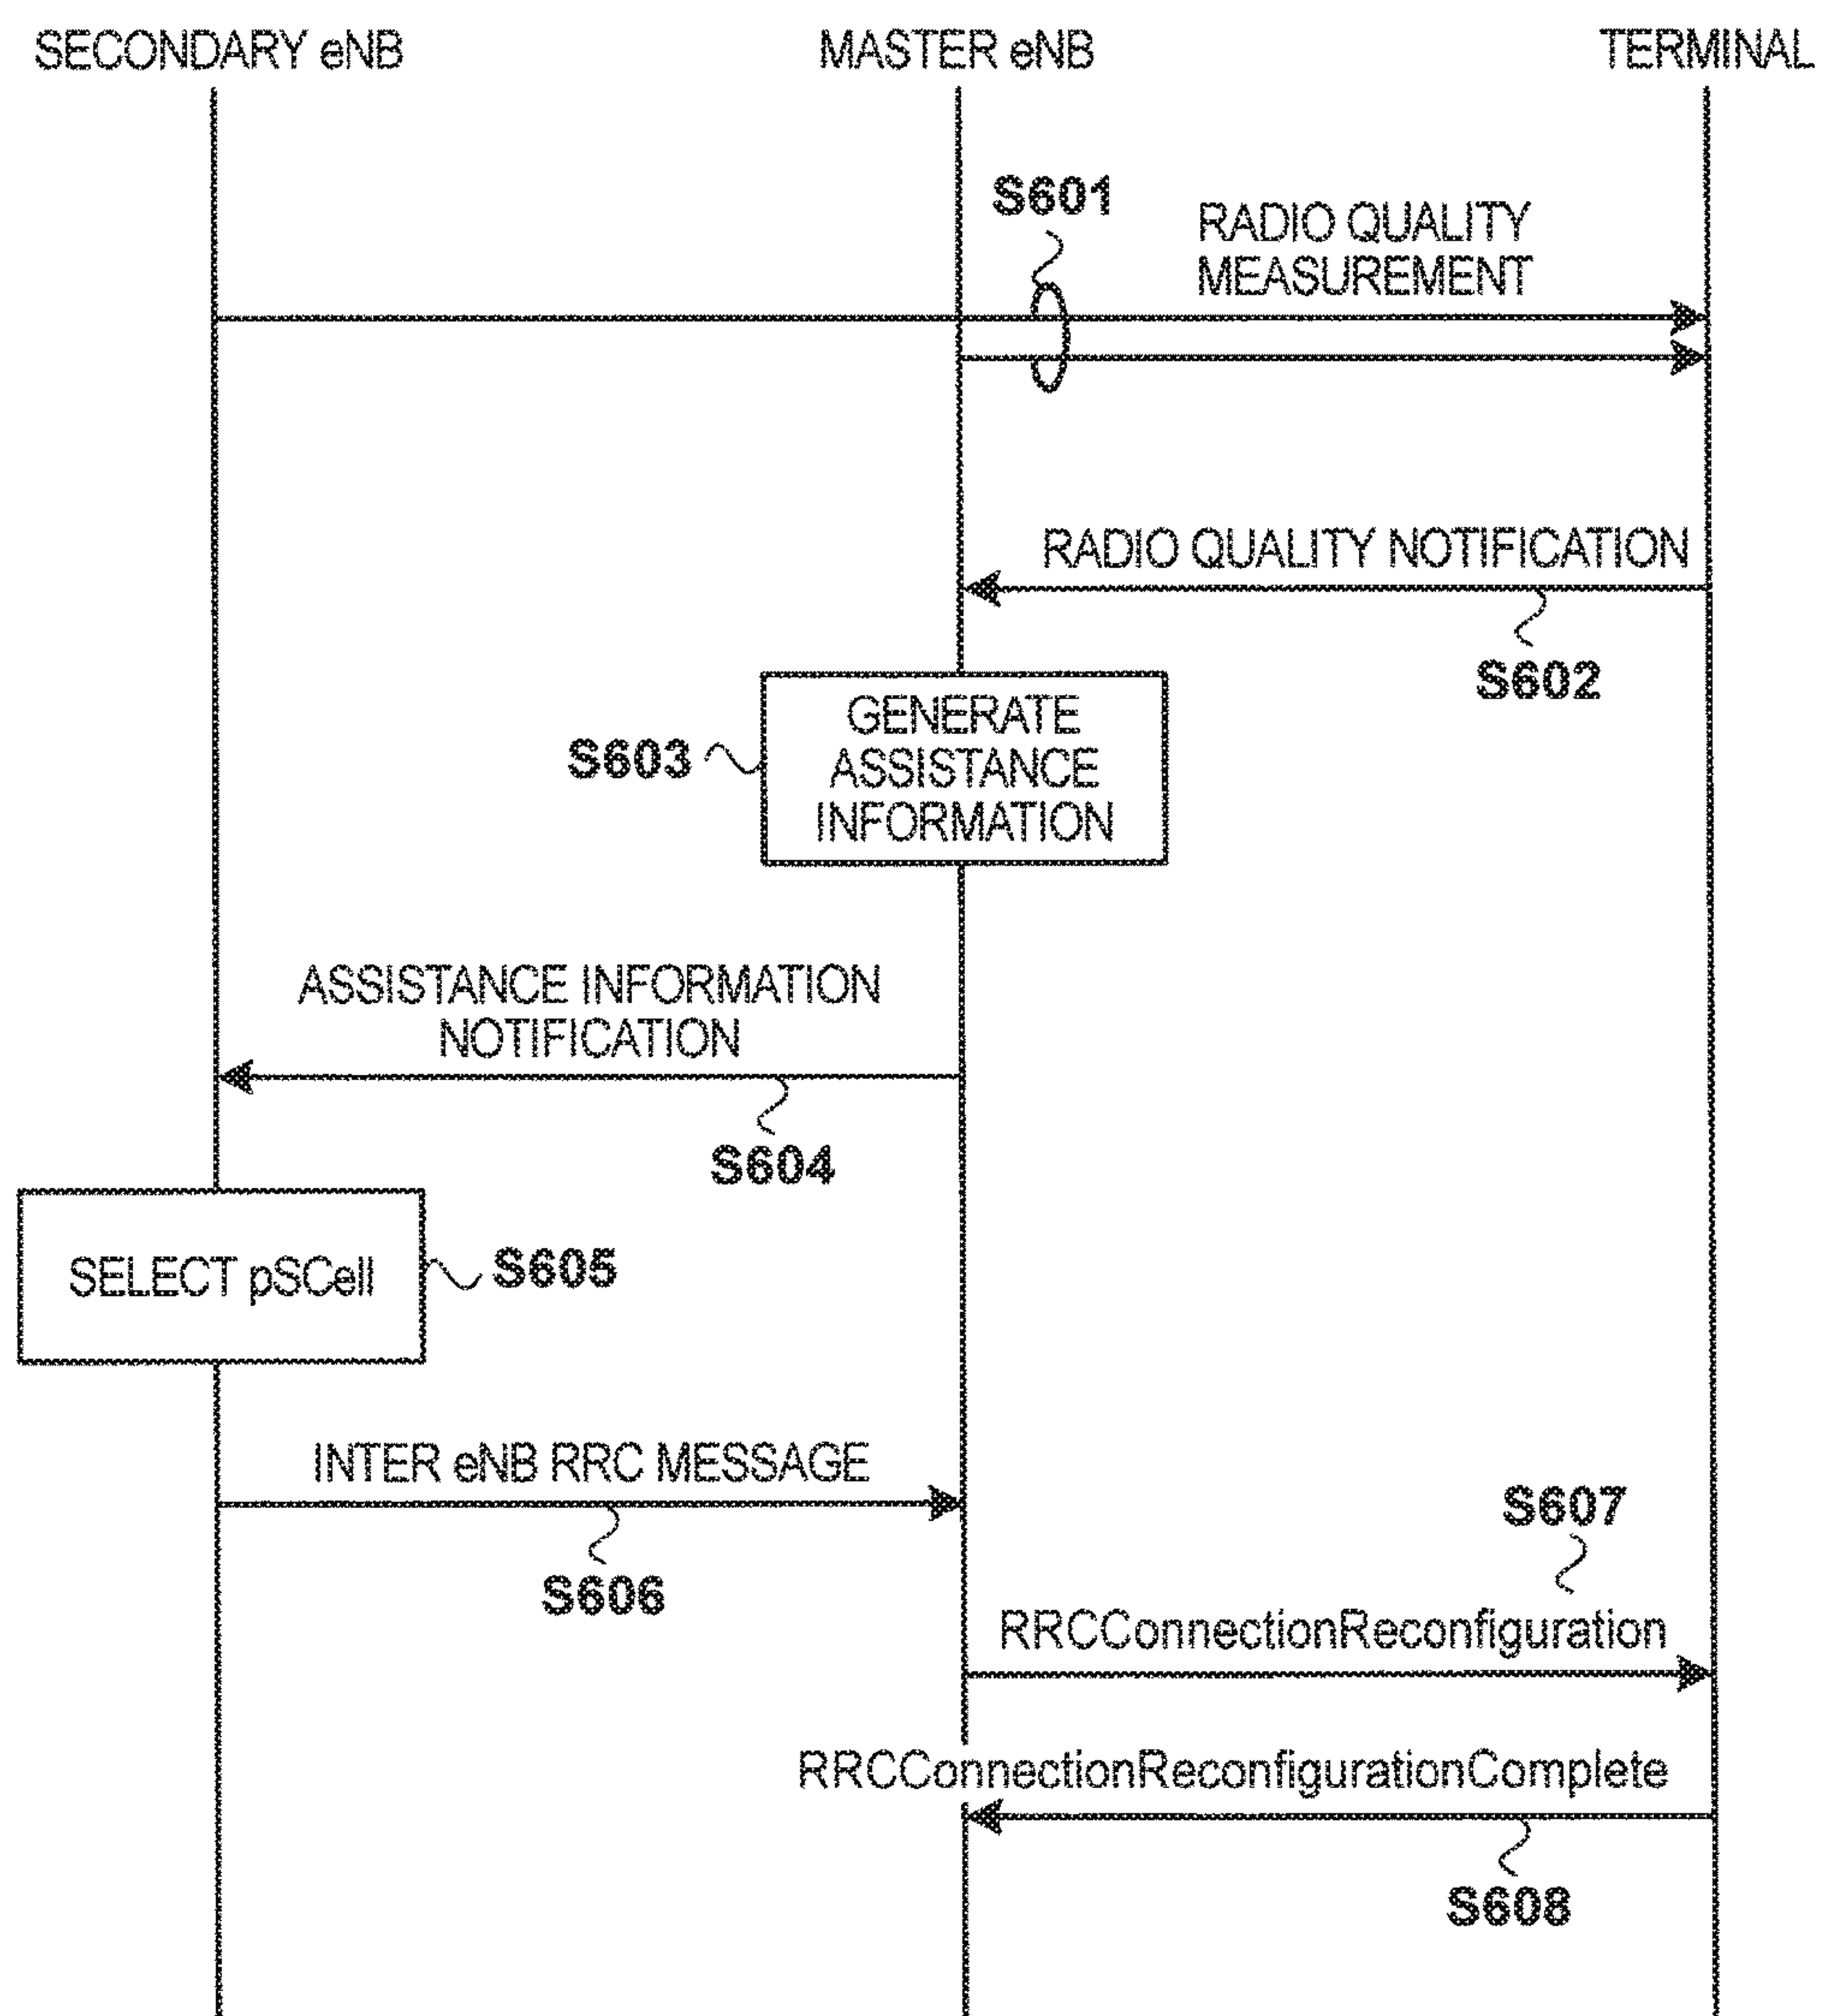 SECONDARY eNB
MASTER eNB
TERMINAL
S601
RADIO QUALITY
MEASUREMENT
RADIO QUALITY NOTIFICATION
S602
GENERATE
ASSISTANCE
INFORMATION
S603
ASSISTANCE INFORMATION
NOTIFICATION
S604
SELECT pSCell
S605
INTER eNB RRC MESSAGE
S606
S607
RRCConnectionReconfiguration
RRCConnectionReconfigurationComplete
S608